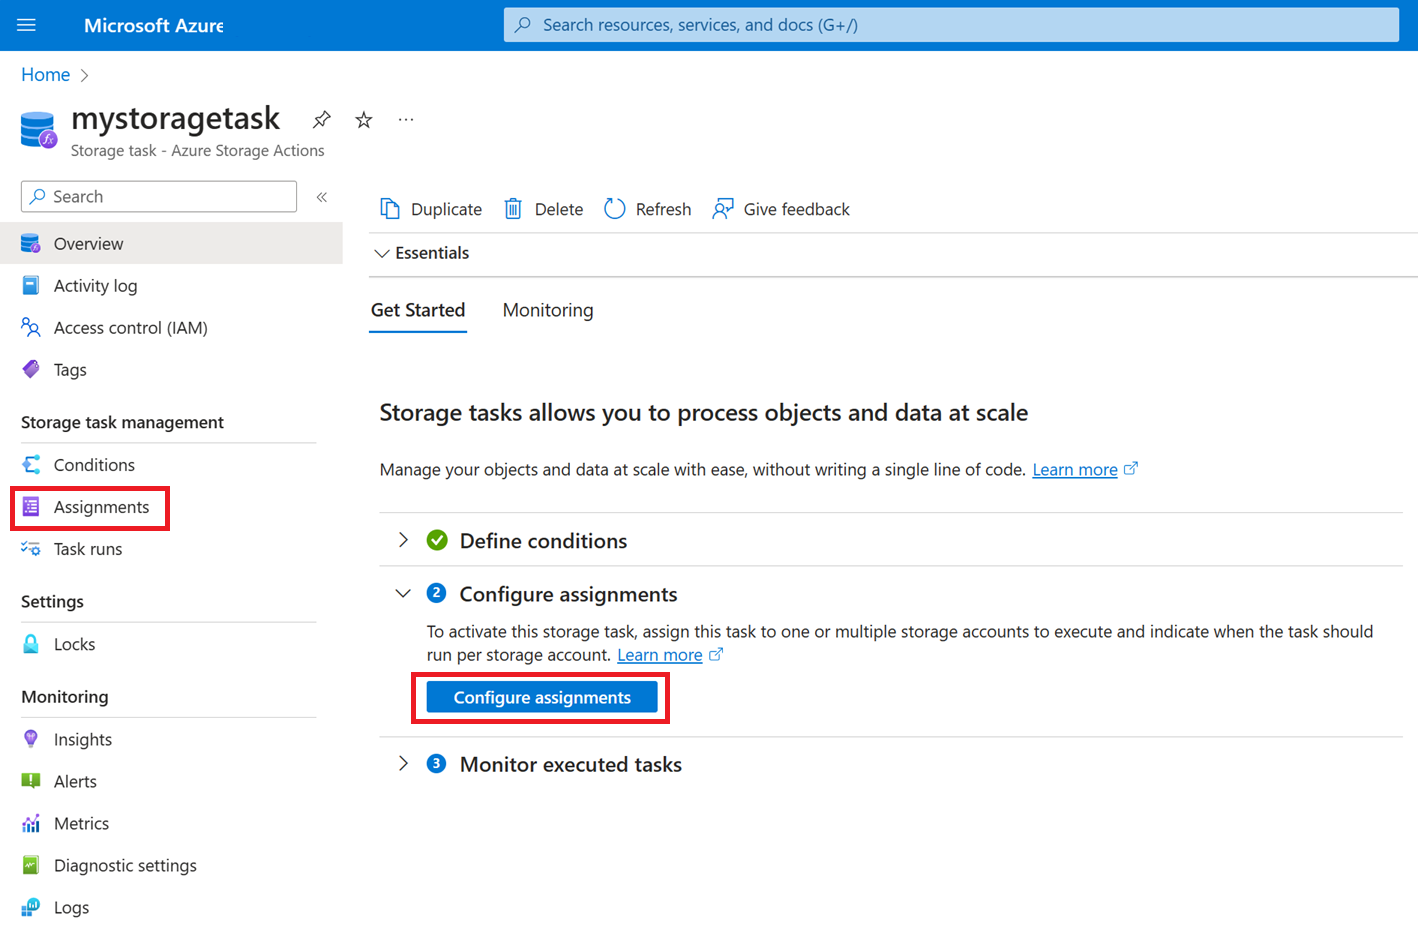 Microsoft Azure
Search resources, services, and docs (G+/)
Home
mystoragetask
Storage task - Azure Storage Actions
Search
Overview
Activity log
Access control (IAM)
Tags
Storage task management
Conditions
Assignments
Task runs
Settings
Locks
Monitoring
Insights
Alerts
Metrics
Diagnostic settings
Logs
Duplicate
Delete
Refresh
Give feedback
Essentials
Get Started
Monitoring
Storage tasks allows you to process objects and data at scale
Manage your objects and data at scale with ease, without writing a single line of code. Learn more
Define conditions
2 Configure assignments
To activate this storage task, assign this task to one or multiple storage accounts to execute and indicate when the task should
run per storage account. Learn more
Configure assignments
3 Monitor executed tasks